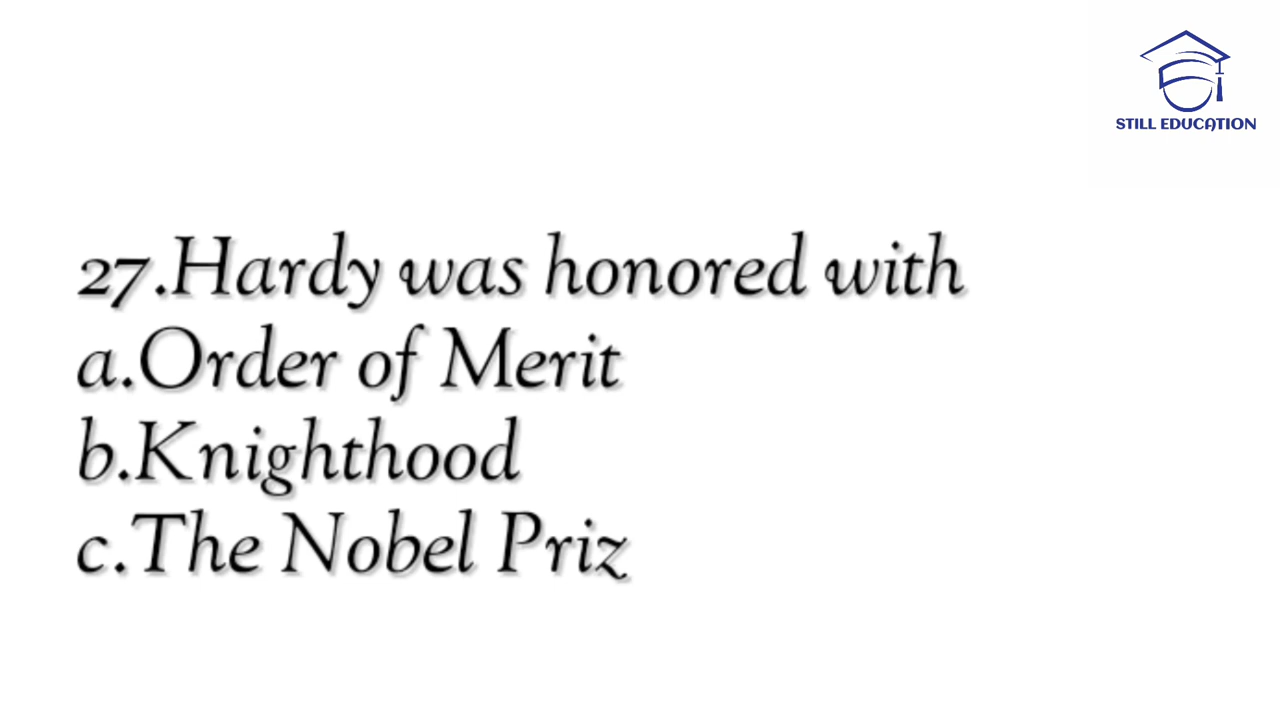 STILL EDUCATION
27.Hardy was honored with
a.Order of Merit
b.Knighthood
c.The Nobel Priz